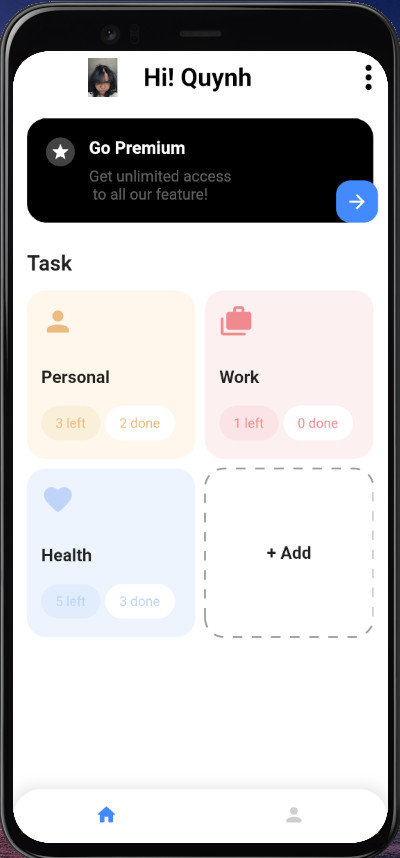 Hi! Quynh
Go Premium
Get unlimited access
to all our feature!
Task
Personal
3 left
2 done
Work
1 left
0 done
Health
5 left
3 done
+ Add